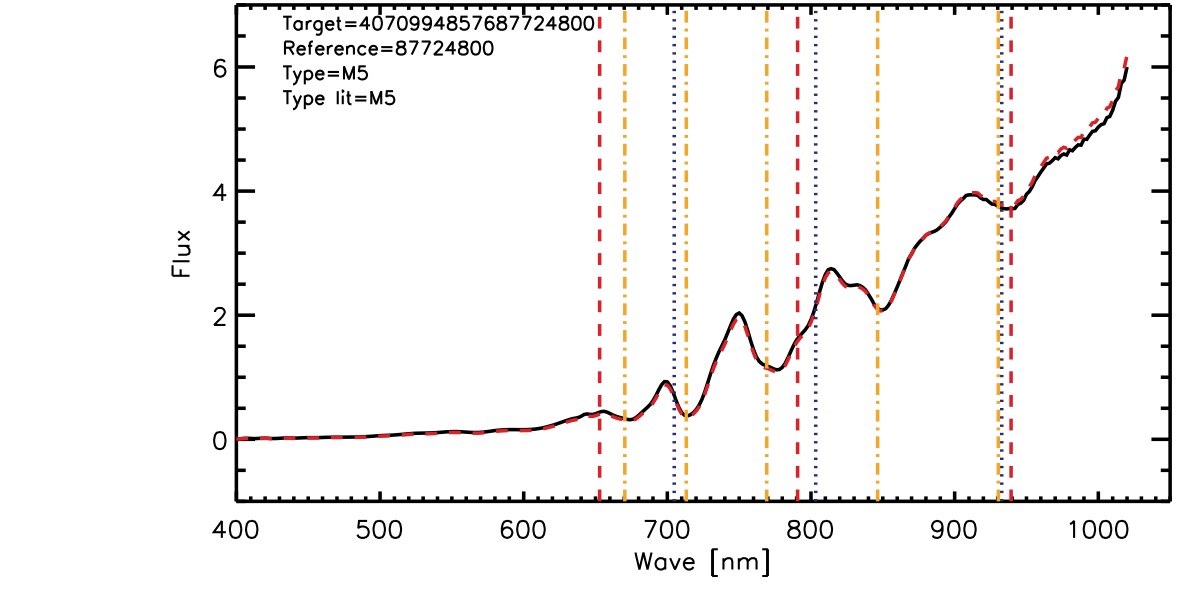 Target=4070994857687724800
Reference=87724800
Type=M5
Type lit=M5
6
4
2
0
Flux
400 500 600 700 800 900 1000
Wave [nm]